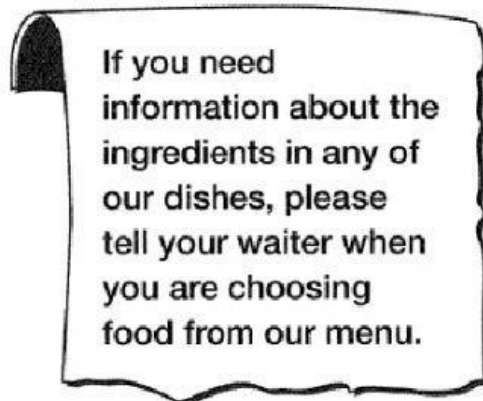 If you need
information about the
ingredients in any of
our dishes, please
tell your waiter when
you are choosing
food from our menu.